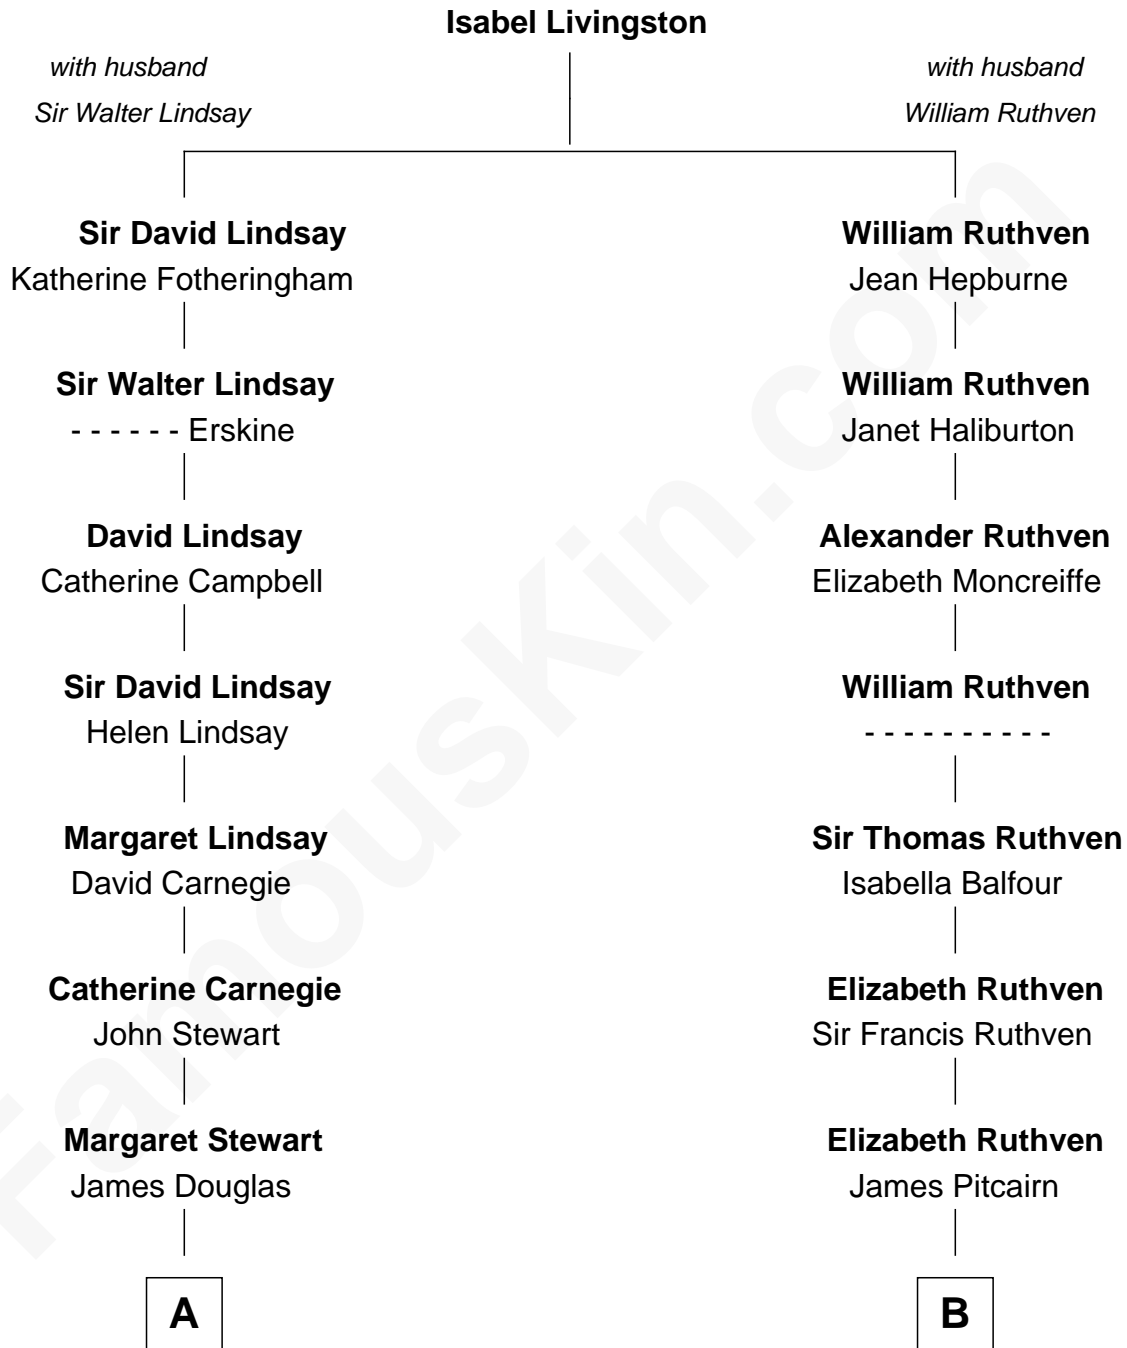 Isabel Livingston
with husband
Sir Walter Lindsay
with husband
William Ruthven
Sir David Lindsay
Katherine Fotheringham
William Ruthven
Jean Hepburne
Sir Walter Lindsay
- - - - - - Erskine
William Ruthven
Janet Haliburton
David Lindsay
Catherine Campbell
Alexander Ruthven
Elizabeth Moncreiffe
Sir David Lindsay
Helen Lindsay
William Ruthven
- - - - - - - - - -
Margaret Lindsay
David Carnegie
Sir Thomas Ruthven
Isabella Balfour
Catherine Carnegie
John Stewart
Elizabeth Ruthven
Sir Francis Ruthven
Margaret Stewart
James Douglas
Elizabeth Ruthven
James Pitcairn
A
B
FamousKin.com